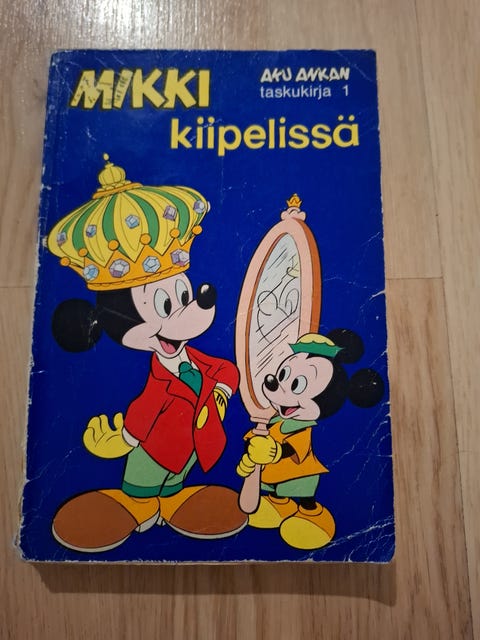 MIKKI
AKU ANKAN
taskukirja 1
kiipelissä